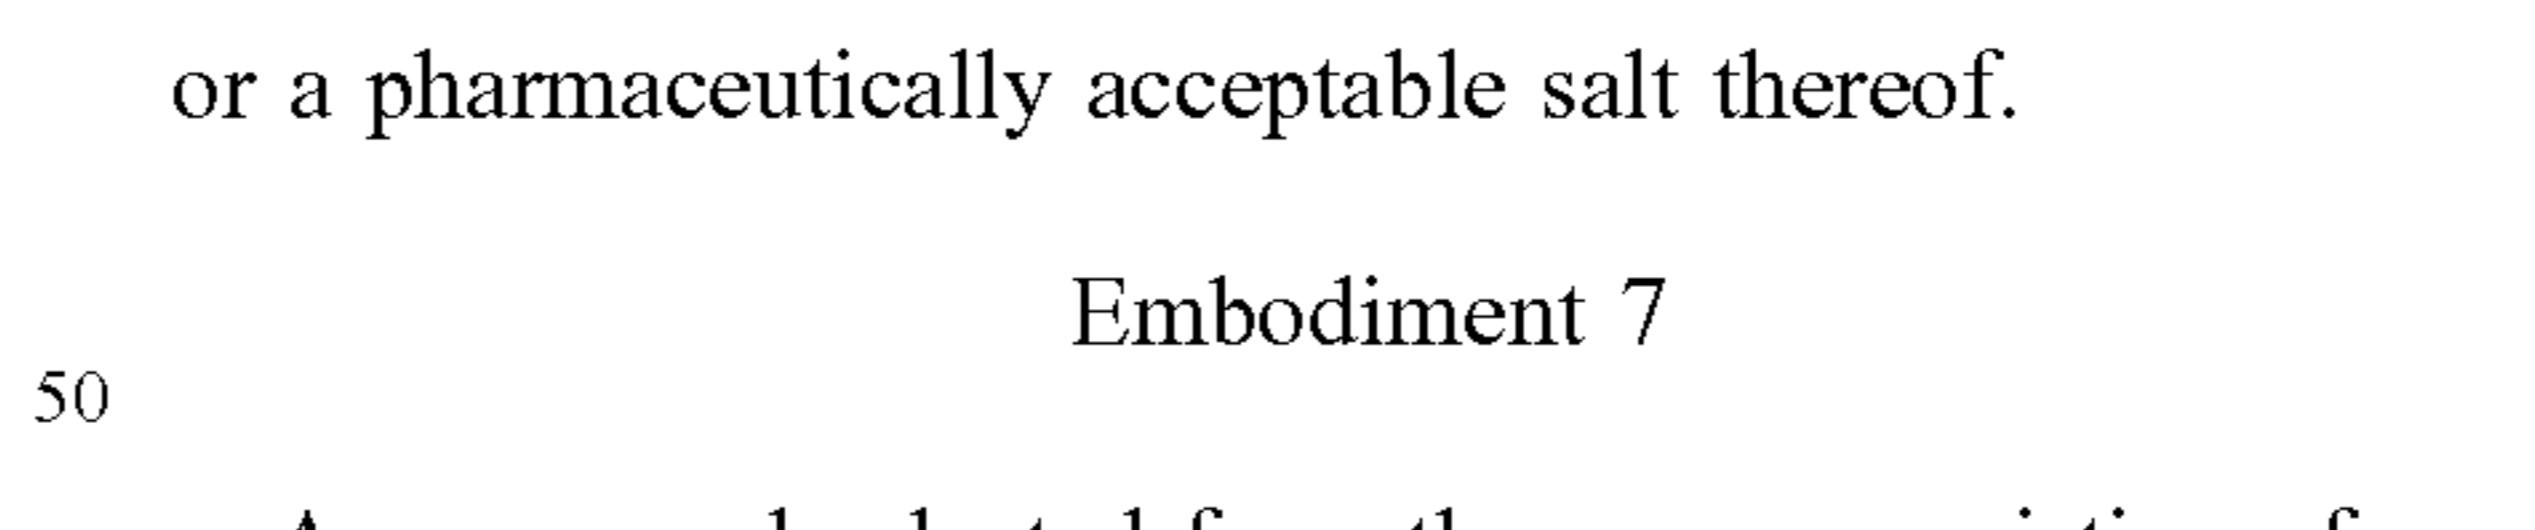 or a pharmaceutically acceptable salt thereof.
Embodiment 7
50